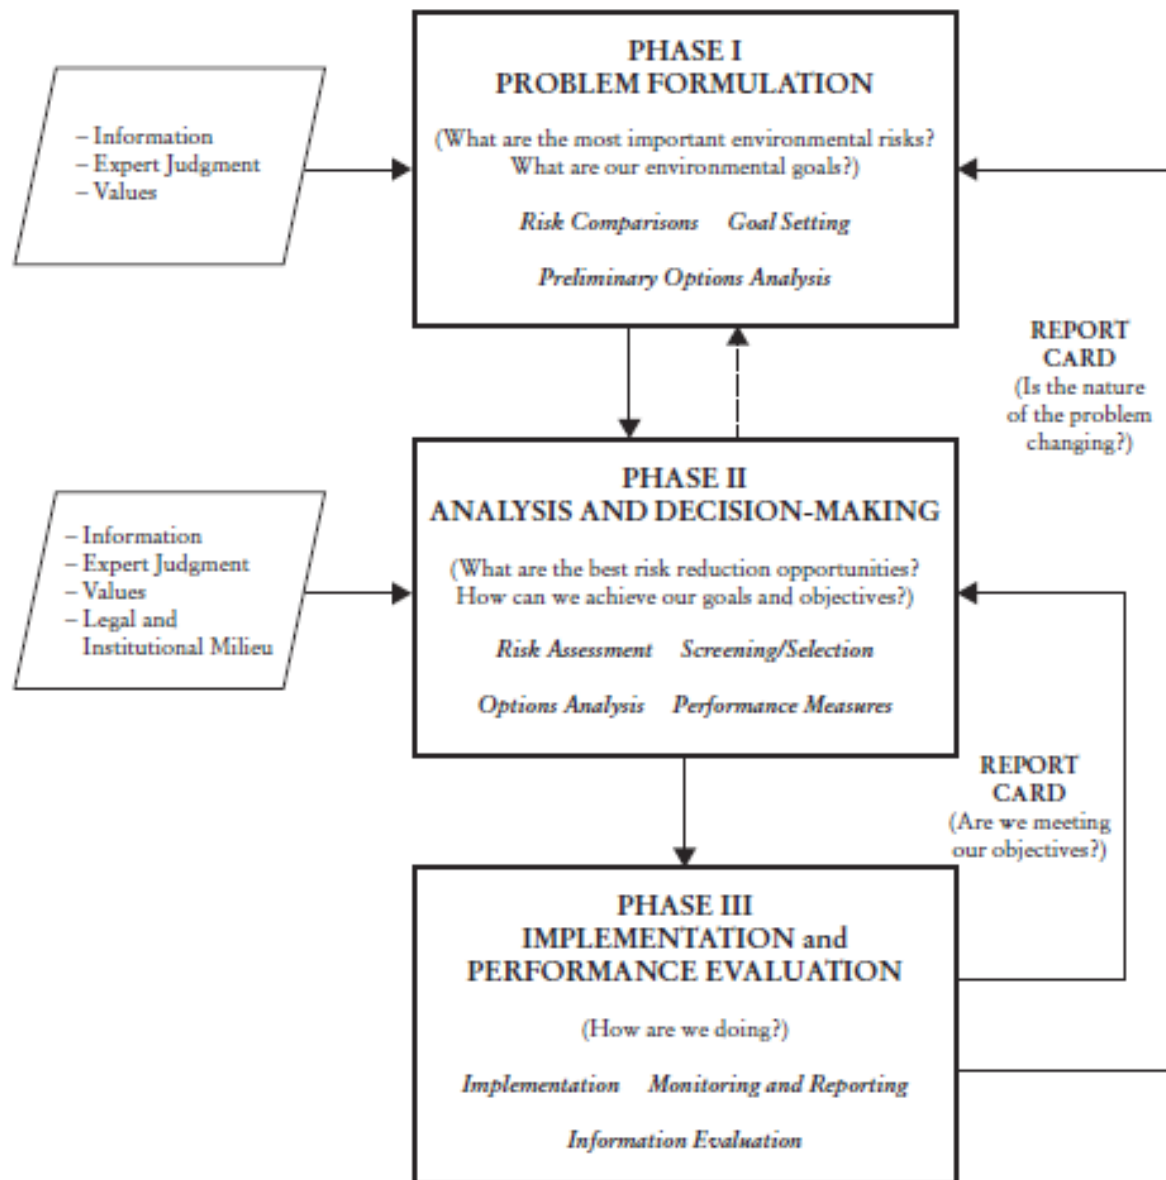 PHASE I
PROBLEM FORMULATION
(What are the most important environmental risks?
What are our environmental goals?)
Risk Comparisons Goal Setting
Preliminary Options Analysis
– Information
– Expert Judgment
– Values
REPORT
CARD
(Is the nature
of the problem
changing?)
PHASE II
ANALYSIS AND DECISION-MAKING
(What are the best risk reduction opportunities?
How can we achieve our goals and objectives?)
Risk Assessment Screening/Selection
Options Analysis Performance Measures
– Information
– Expert Judgment
– Values
– Legal and
Institutional Milieu
REPORT
CARD
(Are we meeting
our objectives?)
PHASE III
IMPLEMENTATION and
PERFORMANCE EVALUATION
(How are we doing?)
Implementation Monitoring and Reporting
Information Evaluation